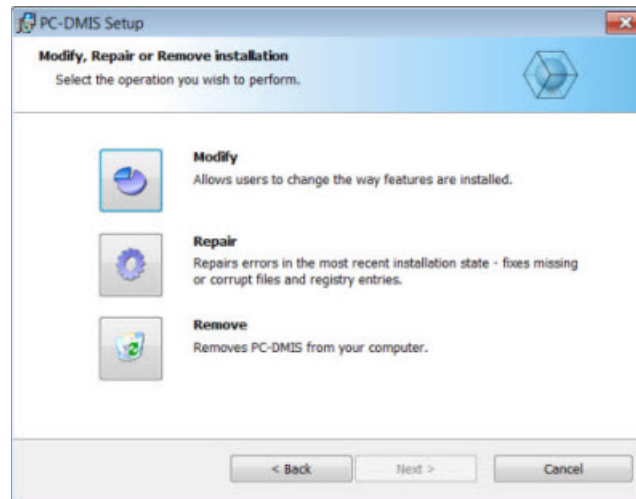 PC-DMIS Setup
Modify, Repair or Remove installation
Select the operation you wish to perform.
Modify
Allows users to change the way features are installed.
Repair
Repairs errors in the most recent installation state - fixes missing
or corrupt files and registry entries.
Remove
Removes PC-DMIS from your computer.
< Back
Next >
Cancel